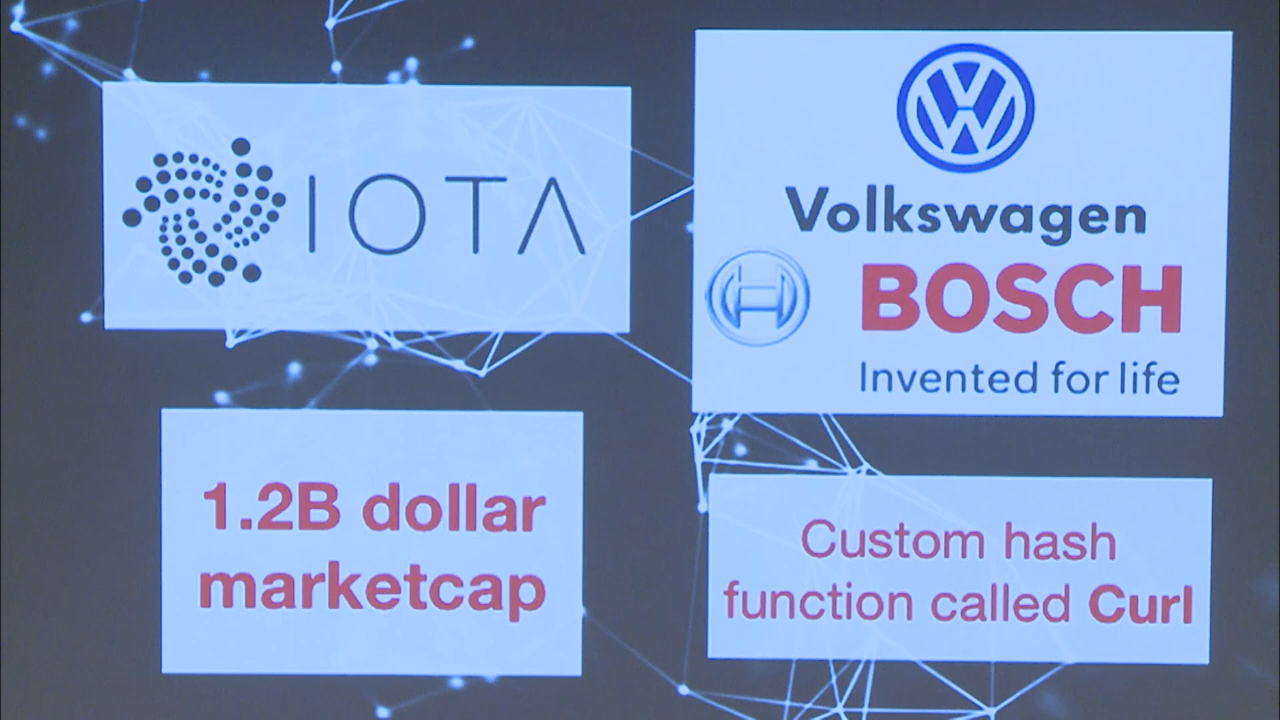 IOTA
Volkswagen
BOSCH
Invented for life
1.2B dollar
marketcap
Custom hash
function called Curl